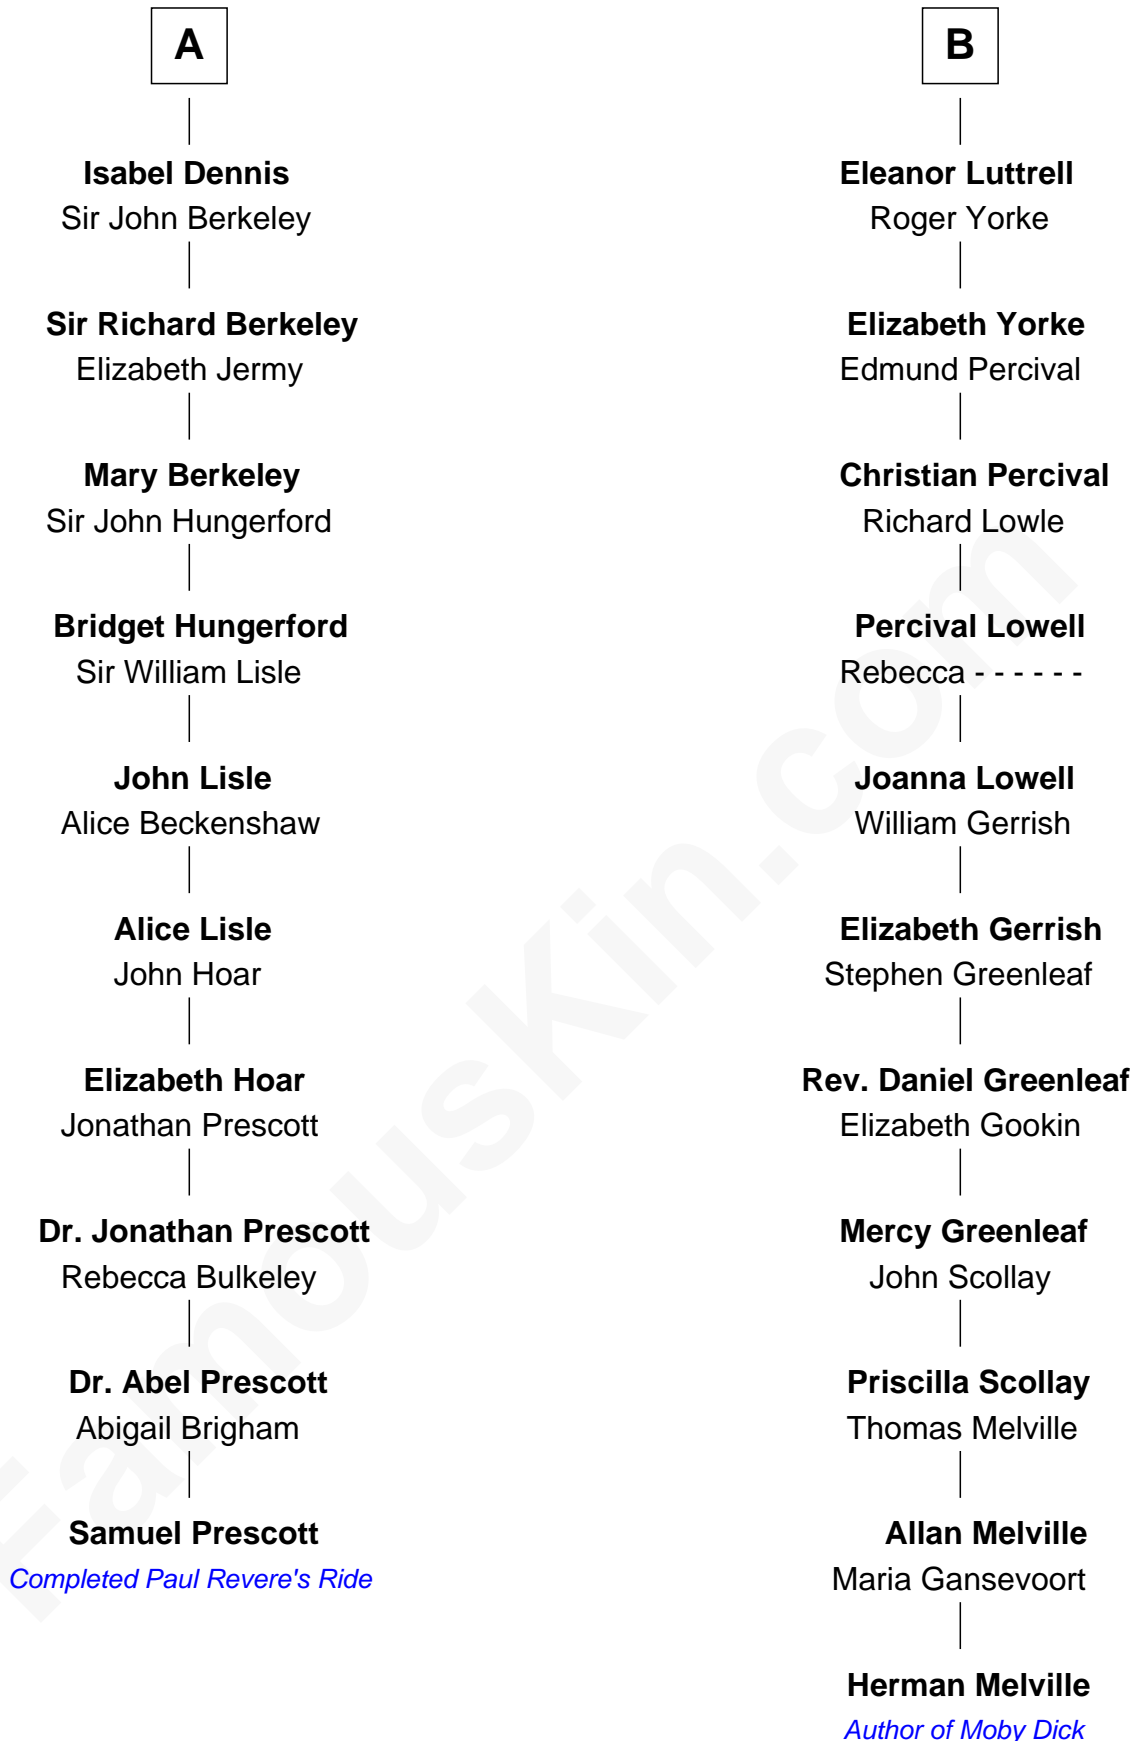 A
Isabel Dennis
Sir John Berkeley
Sir Richard Berkeley
Elizabeth Jermy
Mary Berkeley
Sir John Hungerford
Bridget Hungerford
Sir William Lisle
John Lisle
Alice Beckenshaw
Alice Lisle
John Hoar
Elizabeth Hoar
Jonathan Prescott
Dr. Jonathan Prescott
Rebecca Bulkeley
Dr. Abel Prescott
Abigail Brigham
Samuel Prescott
Completed Paul Revere's Ride
B
Eleanor Luttrell
Roger Yorke
Elizabeth Yorke
Edmund Percival
Christian Percival
Richard Lowle
Percival Lowell
Rebecca - - - - - -
Joanna Lowell
William Gerrish
Elizabeth Gerrish
Stephen Greenleaf
Rev. Daniel Greenleaf
Elizabeth Gookin
Mercy Greenleaf
John Scollay
Priscilla Scollay
Thomas Melville
Allan Melville
Maria Gansevoort
Herman Melville
Author of Moby Dick
FamousKin.com